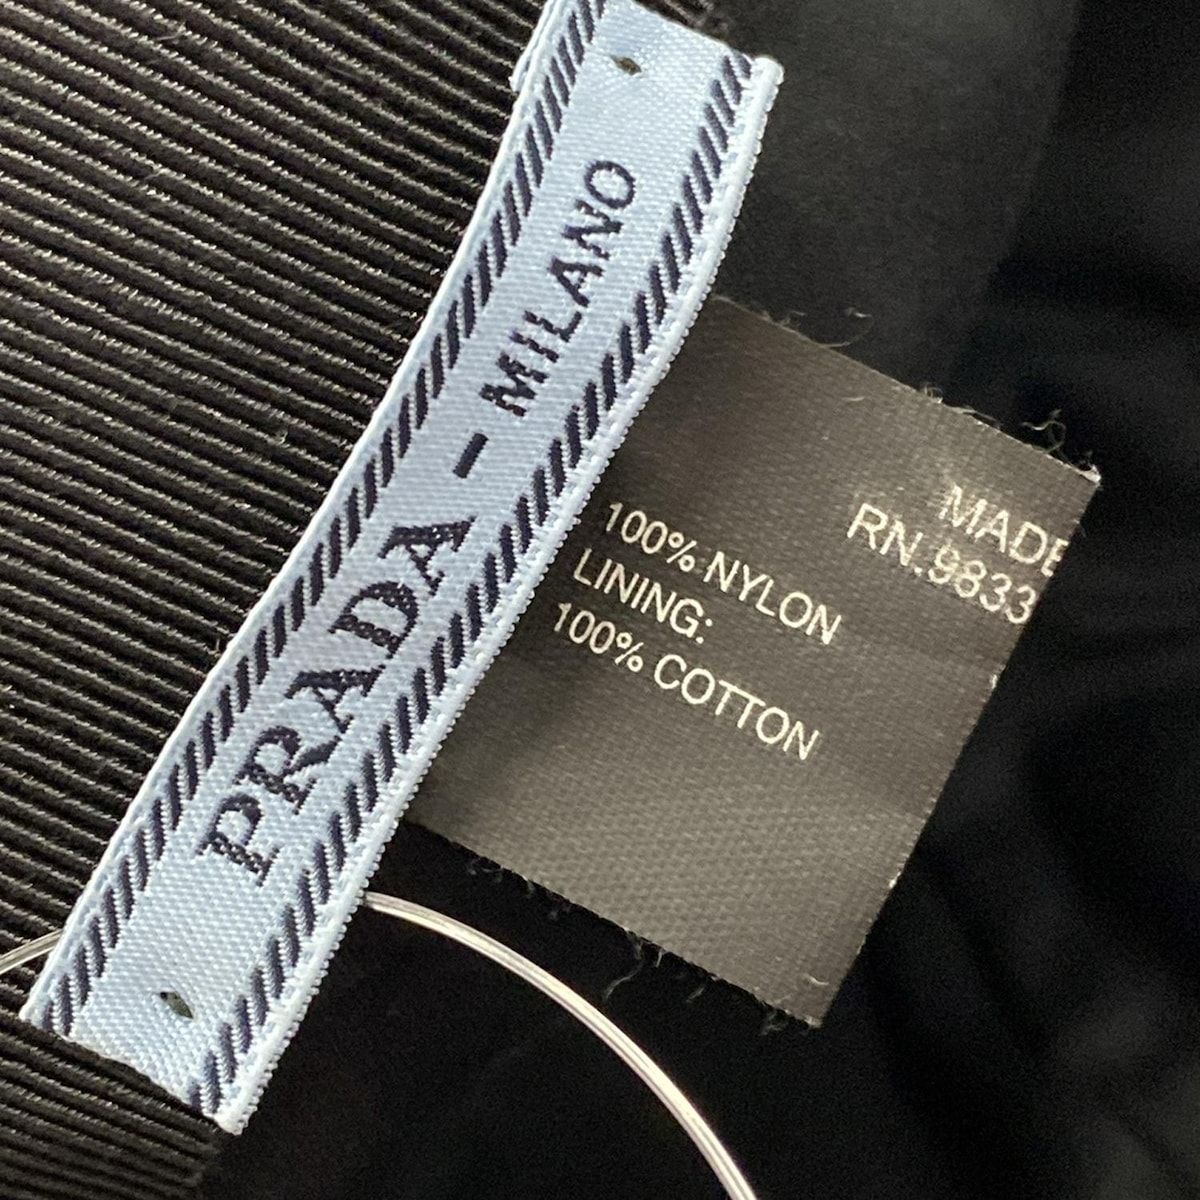 PRADA - MILANO
MADE
RN.9833
100% NYLON
LINING:
100% COTTON